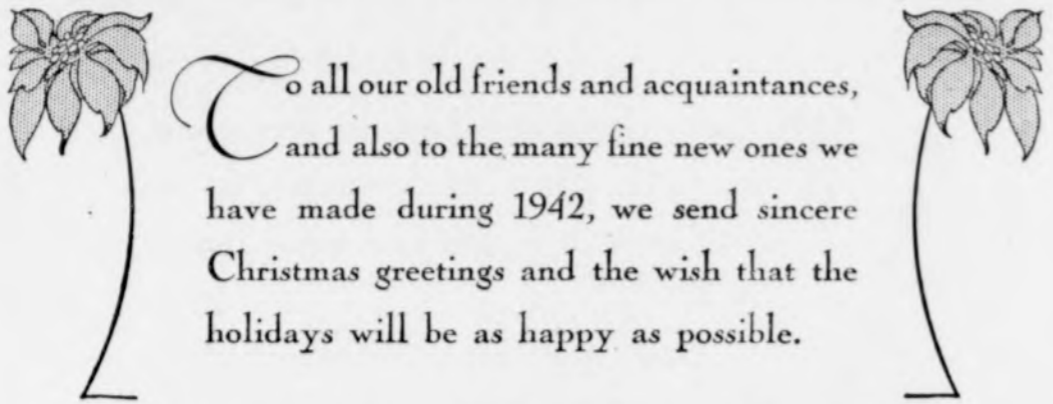 To all our old friends and acquaintances,
and also to the many fine new ones we
have made during 1942, we send sincere
Christmas greetings and the wish that the
holidays will be as happy as possible.